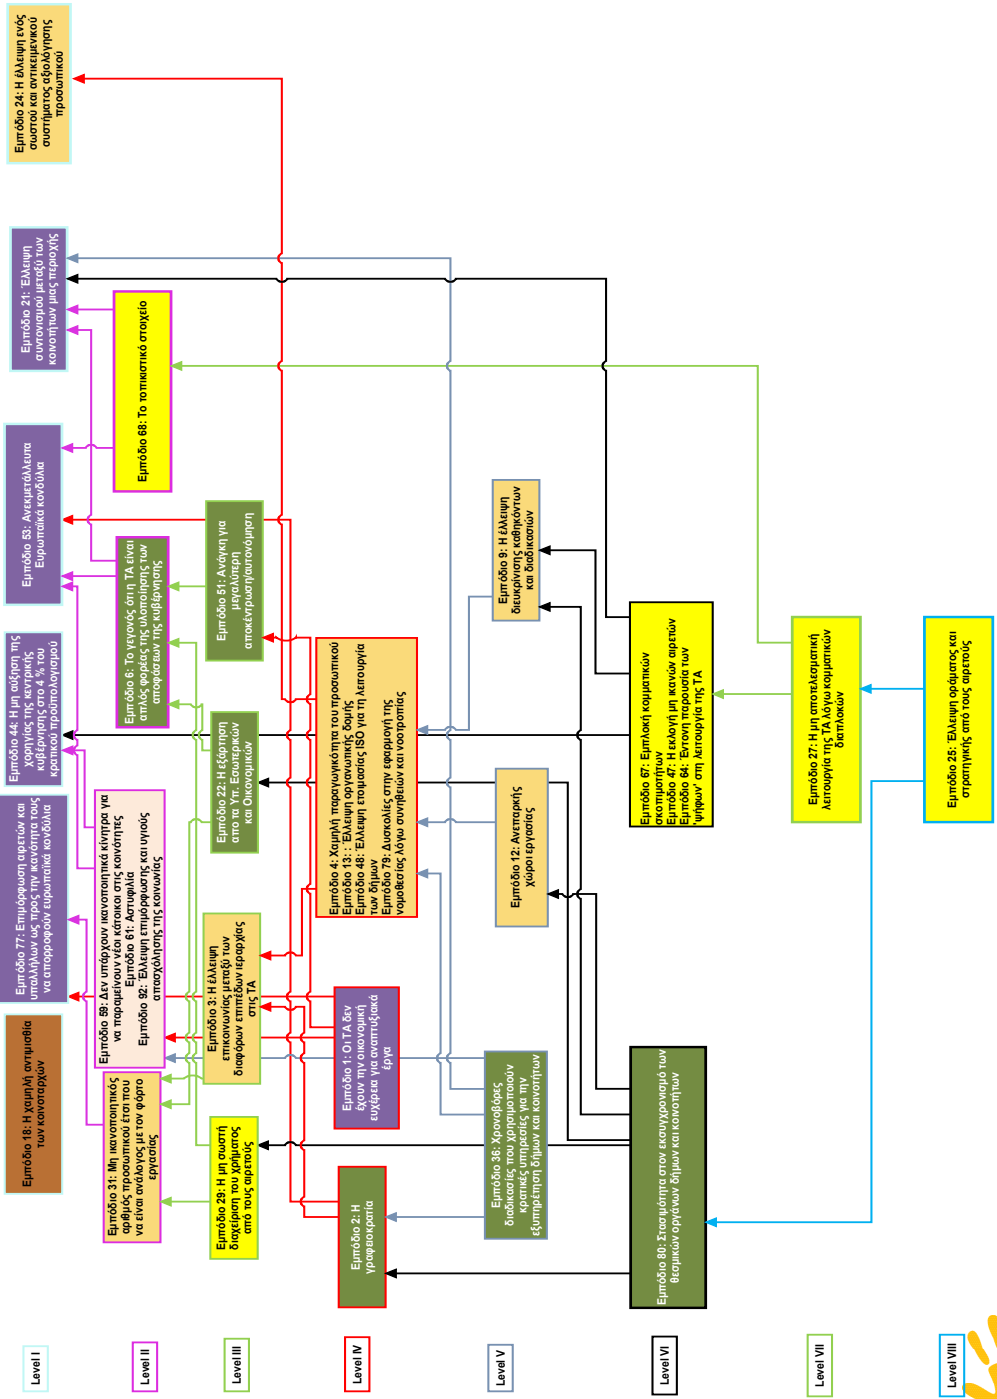 Level I
Εμπόδιο 18: Η χαμηλή αντιμισθία
των κοινοταρχών
Εμπόδιο 77: Επιμόρφωση αιρετών και
υπαλλήλων ως προς την ικανότητα τους
να απορροφούν ευρωπαϊκά κονδύλια
Εμπόδιο 44: Η μη αύξηση της
χορηγίας της κεντρικής
κυβέρνησης στο 4 % του
κρατικού προϋπολογισμού
Εμπόδιο 53: Ανεκμετάλλευτα
Ευρωπαϊκά κονδύλια
Εμπόδιο 21: Έλλειψη
συντονισμού μεταξύ των
κοινοτήτων μιας περιοχής
Εμπόδιο 24: Η έλλειψη ενός
σωστού και αντικειμενικού
συστήματος αξιολόγησης
προσωπικού
Level II
Εμπόδιο 31: Μη ικανοποιητικός
αριθμός προσωπικού έτσι που
να είναι ανάλογος με τον φόρτο
εργασίας
Εμπόδιο 59: Δεν υπάρχουν ικανοποιητικά κίνητρα για
να παραμείνουν νέοι κάτοικοι στις κοινότητες
Εμπόδιο 61: Αστυφιλία
Εμπόδιο 92: Έλλειψη επιμόρφωσης και υγιούς
απασχόλησης της κοινωνίας
Εμπόδιο 6: Το γεγονός ότι η ΤΑ είναι
απλός φορέας της υλοποίησης των
αποφάσεων της κυβέρνησης
Εμπόδιο 68: Το τοπικιστικό στοιχείο
Level III
Εμπόδιο 29: Η μη σωστή
διαχείριση του χρήματος
από τους αιρετούς
Εμπόδιο 3: Η έλλειψη
επικοινωνίας μεταξύ των
διαφόρων επιπέδων ιεραρχίας
στις ΤΑ
Εμπόδιο 22: Η εξάρτηση
απο τα Υπ. Εσωτερικών
και Οικονομικών
Εμπόδιο 51: Ανάγκη για
μεγαλύτερη
αποκέντρωση/αυτονόμηση
Level IV
Εμπόδιο 2: Η
γραφειοκρατία
Εμπόδιο 1: Οι ΤΑ δεν
έχουν την οικονομική
ευχέρεια για αναπτυξιακά
έργα
Εμπόδιο 4: Χαμηλή παραγωγικότητα του προσωπικού
Εμπόδιο 13: : Έλλειψη οργανωτικής δομής
Εμπόδιο 48: Έλλειψη ετοιμασίας ISO για τη λειτουργία
των δήμων
Εμπόδιο 79: Δυσκολίες στην εφαρμογή της
νομοθεσίας λόγω συνηθειών και νοοτροπίας
Level V
Εμπόδιο 36: Χρονοβόρες
διαδικασίες που χρησιμοποιούν
κρατικές υπηρεσίες για την
εξυπηρέτηση δήμων και κοινοτήτων
Εμπόδιο 12: Ανεπαρκής
χώροι εργασίας
Εμπόδιο 9: Η έλλειψη
διευκρίνισης καθηκόντων
και διαδικασιών
Level VI
Εμπόδιο 80: Στασιμότητα στον εκσυγχρονισμό των
θεσμικών οργάνων δήμων και κοινοτήτων
Εμπόδιο 67: Εμπλοκή κομματικών
σκοπιμοτήτων
Εμπόδιο 47: Η εκλογή μη ικανών αιρετών
Εμπόδιο 64: Έντονη παρουσία των
'ψήφων' στη λειτουργία της ΤΑ
Level VII
Εμπόδιο 27: Η μη αποτελεσματική
λειτουργία της ΤΑ λόγω κομματικών
διαπλοκών
Level VIII
Εμπόδιο 25: Έλλειψη οράματος και
στρατηγικής από τους αιρετούς